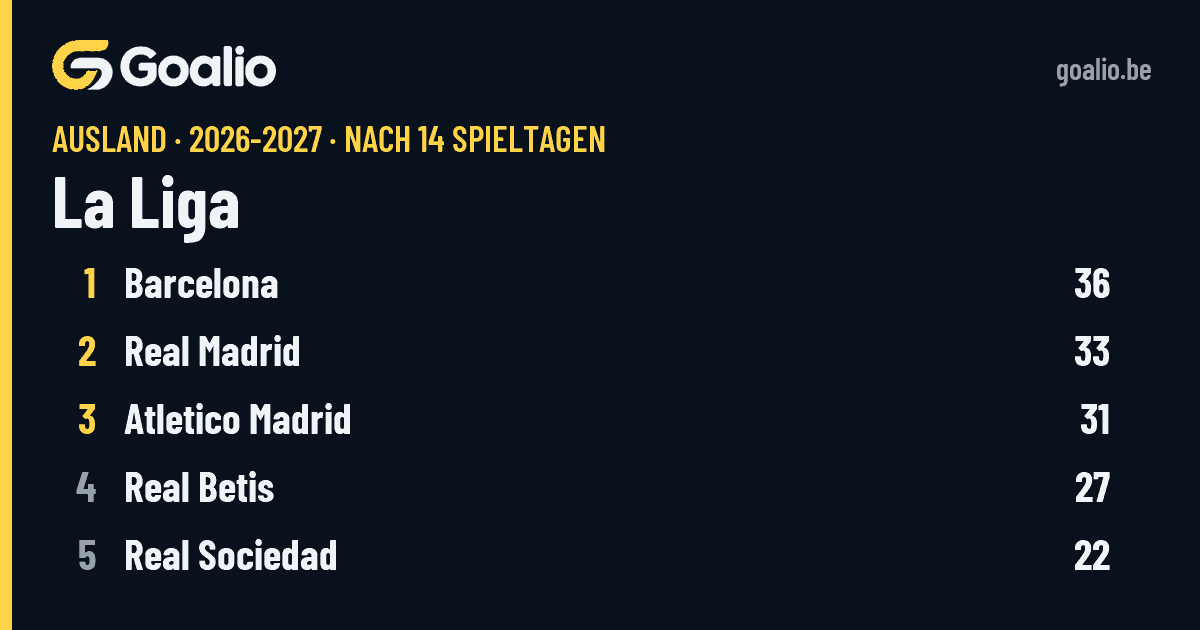 Goalio goalio.be
AUSLAND · 2026-2027 · NACH 14 SPIELTAGEN
La Liga
1 Barcelona 36
2 Real Madrid 33
3 Atletico Madrid 31
4 Real Betis 27
5 Real Sociedad 22